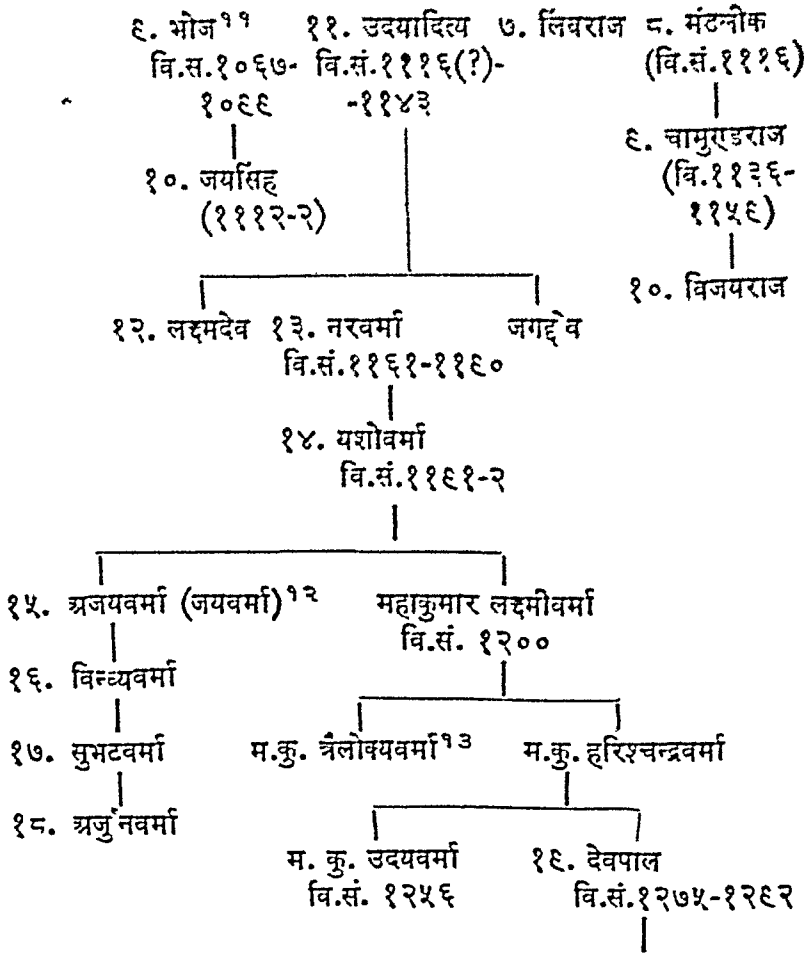 ९. भोज¹¹ ११. उदयादित्य ७. लिंबराज ८. मंडलीक
वि.स.१०६७- वि.सं.१११६(?)- (वि.सं.१११६)
१०९९ -११४३
९. चामुण्डराज
१०. जयसिंह (वि.११३६-
(१११२-२) ११५९)
१०. विजयराज
१२. लक्ष्मदेव १३. नरवर्मा जगद्देव
वि.सं.११६१-११९०
१४. यशोवर्मा
वि.सं.११९१-२
१५. अजयवर्मा (जयवर्मा)¹² महाकुमार लक्ष्मीवर्मा
वि.सं. १२००
१६. विन्ध्यवर्मा
१७. सुभटवर्मा म.कु. त्रैलोक्यवर्मा¹³ म.कु. हरिश्चन्द्रवर्मा
१८. अर्जुनवर्मा
म. कु. उदयवर्मा १९. देवपाल
वि.सं. १२५६ वि.सं.१२७५-१२९२